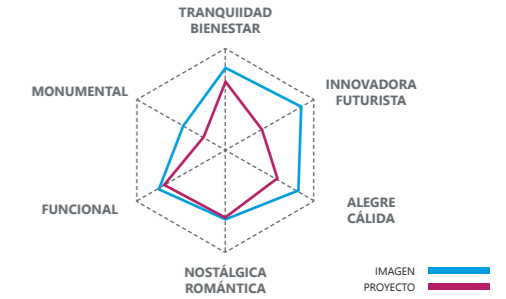 TRANQUIIDAD
BIENESTAR
MONUMENTAL
INNOVADORA
FUTURISTA
FUNCIONAL
ALEGRE
CÁLIDA
NOSTÁLGICA
ROMÁNTICA
IMAGEN
PROYECTO